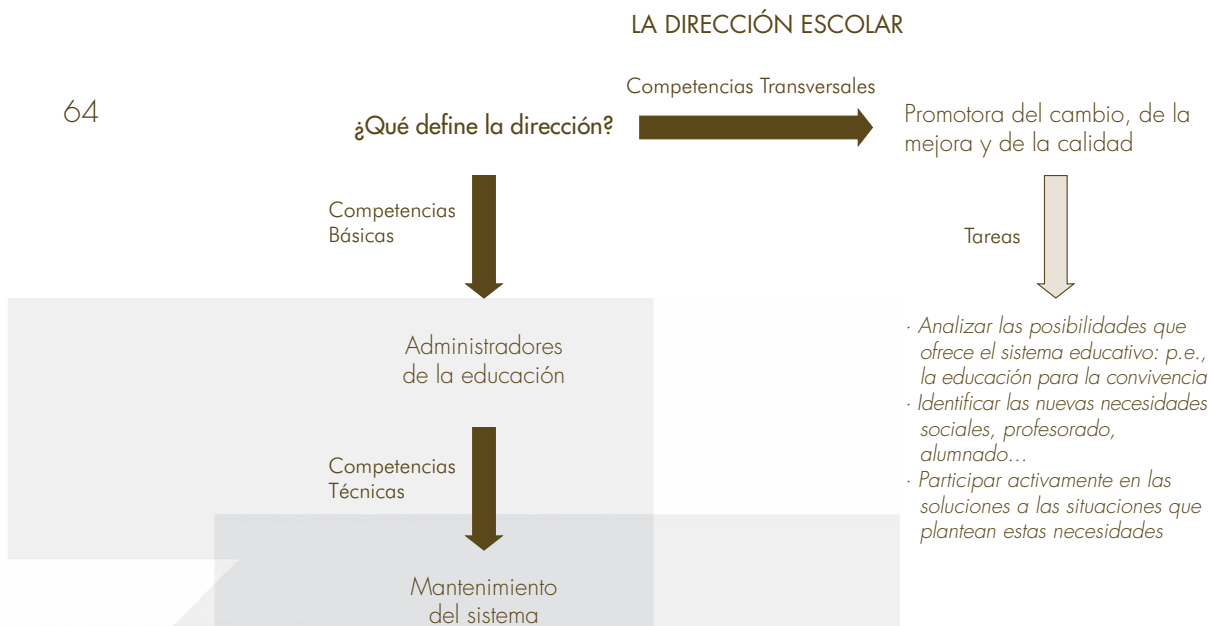 LA DIRECCIÓN ESCOLAR
64
Competencias Transversales
¿Qué define la dirección?
Promotora del cambio, de la
mejora y de la calidad
Competencias
Básicas
Tareas
Administradores
de la educación
· Analizar las posibilidades que
ofrece el sistema educativo: p.e.,
la educación para la convivencia
· Identificar las nuevas necesidades
sociales, profesorado,
alumnado...
· Participar activamente en las
soluciones a las situaciones que
plantean estas necesidades
Competencias
Técnicas
Mantenimiento
del sistema